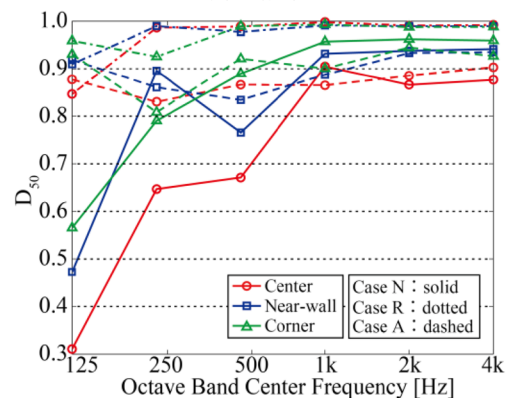 1.0
0.9
0.8
0.7
0.6
0.5
0.4
0.3
D50
125 250 500 1k 2k 4k
Octave Band Center Frequency [Hz]
Center
Near-wall
Corner
Case N : solid
Case R : dotted
Case A : dashed